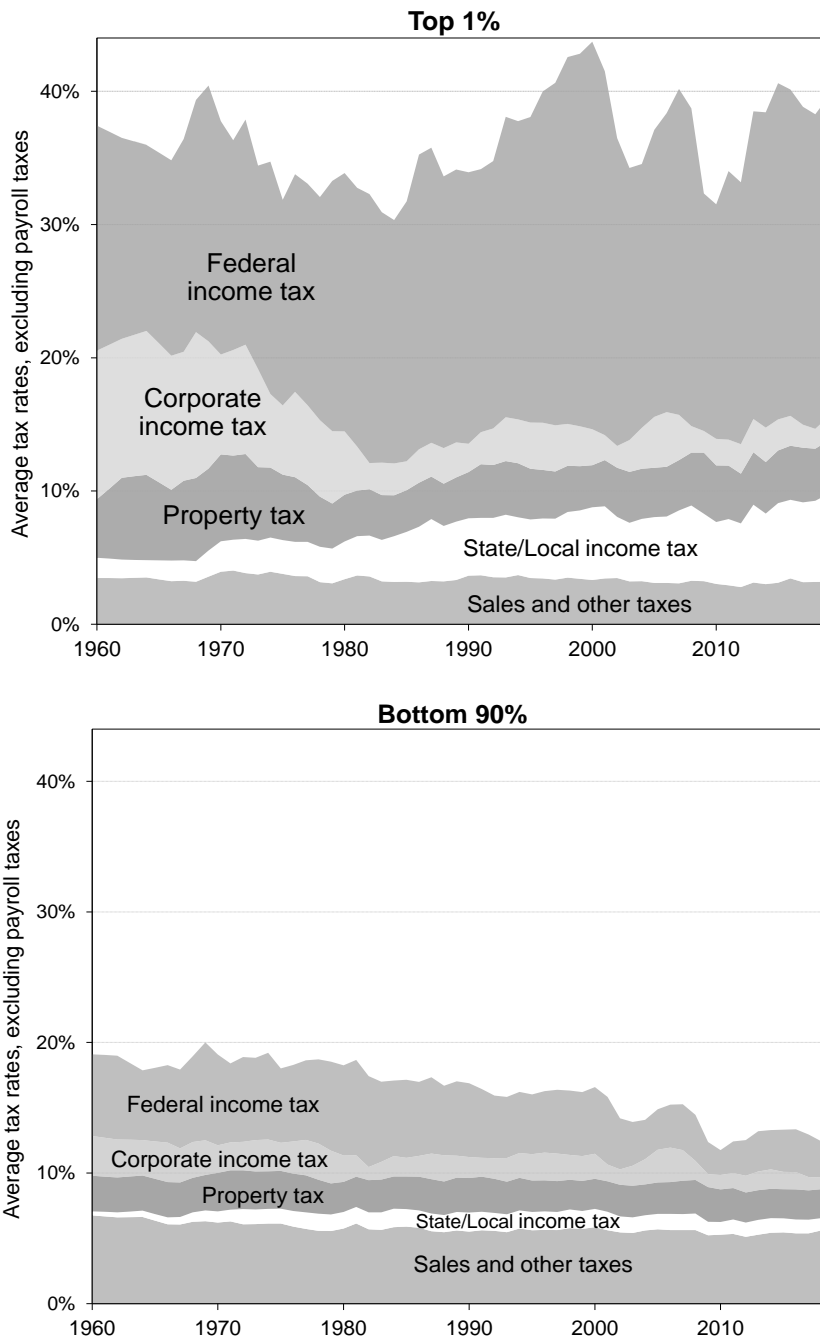 Top 1%
Average tax rates, excluding payroll taxes
40%
30%
20%
10%
0%
Federal
income tax
Corporate
income tax
Property tax
State/Local income tax
Sales and other taxes
1960 1970 1980 1990 2000 2010
Bottom 90%
Average tax rates, excluding payroll taxes
40%
30%
20%
10%
0%
Federal income tax
Corporate income tax
Property tax
State/Local income tax
Sales and other taxes
1960 1970 1980 1990 2000 2010